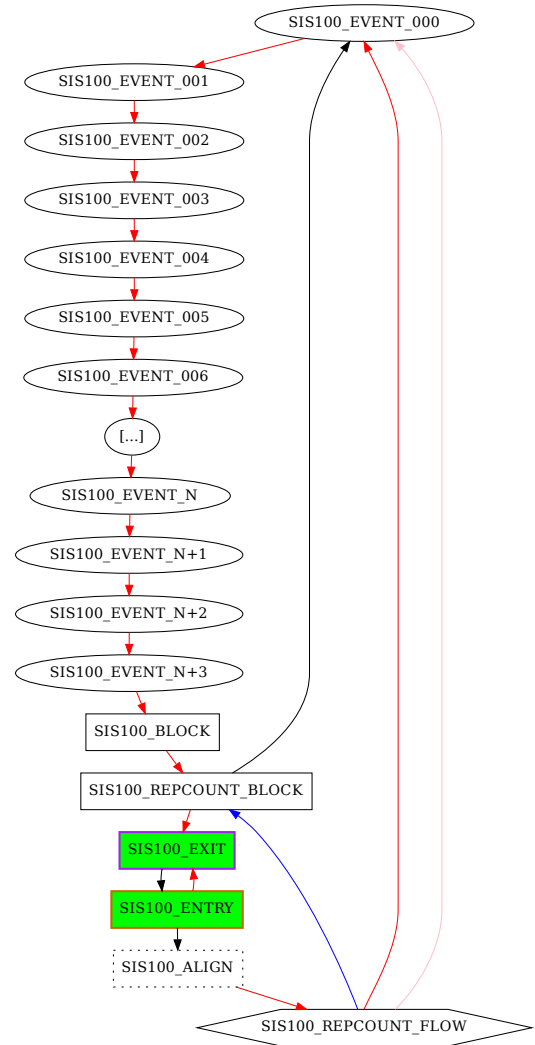 SIS100_EVENT_000
SIS100_EVENT_001
SIS100_EVENT_002
SIS100_EVENT_003
SIS100_EVENT_004
SIS100_EVENT_005
SIS100_EVENT_006
[...]
SIS100_EVENT_N
SIS100_EVENT_N+1
SIS100_EVENT_N+2
SIS100_EVENT_N+3
SIS100_BLOCK
SIS100_REPCOUNT_BLOCK
SIS100_EXIT
SIS100_ENTRY
SIS100_ALIGN
SIS100_REPCOUNT_FLOW